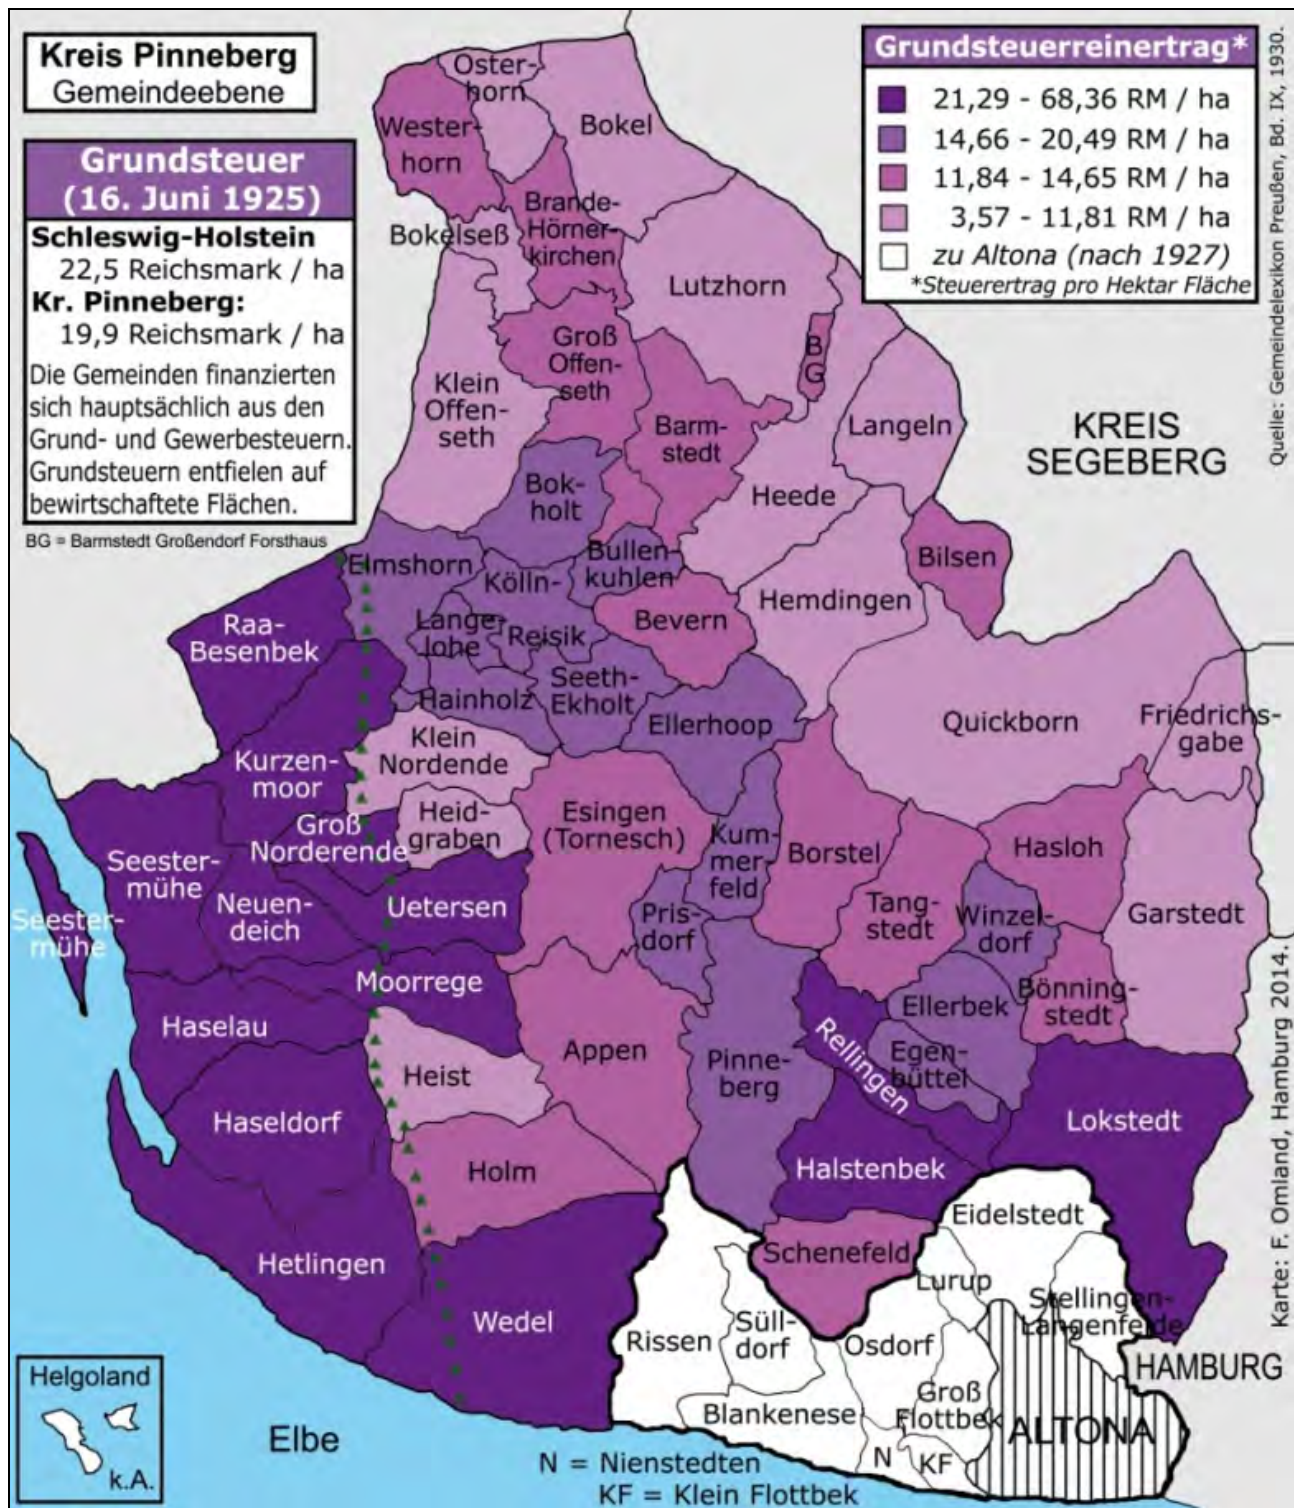 Kreis Pinneberg
Gemeindeebene
Grundsteuer
(16. Juni 1925)
Schleswig-Holstein
22,5 Reichsmark / ha
Kr. Pinneberg:
19,9 Reichsmark / ha
Die Gemeinden finanzierten
sich hauptsächlich aus den
Grund- und Gewerbesteuern.
Grundsteuern entfielen auf
bewirtschaftete Flächen.
BG = Barmstedt Großendorf Forsthaus
Grundsteuerreinertrag*
21,29 - 68,36 RM / ha
14,66 - 20,49 RM / ha
11,84 - 14,65 RM / ha
3,57 - 11,81 RM / ha
zu Altona (nach 1927)
*Steuerertrag pro Hektar Fläche
Quelle: Gemeindelexikon Preußen, Bd. IX, 1930.
Karte: F. Omland, Hamburg 2014.
Oster-
horn
Wester-
horn
Bokel
Brande-
Hörner-
kirchen
Bokelseß
Lutzhorn
Groß
Offen-
seth
B
G
Klein
Offen-
seth
Barm-
stedt
Langeln
KREIS
SEGEBERG
Bok-
holt
Heede
Elmshorn
Bullen-
kuhlen
Bilsen
Kölln-
Reisik
Hemdingen
Bevern
Lange-
lohe
Raa-
Besenbek
Seeth-
Ekholt
Hainholz
Ellerhoop
Quickborn
Friedrichs-
gabe
Klein
Nordende
Kurzen-
moor
Heid-
graben
Esingen
(Tornesch)
Groß
Norderende
Kum-
mer-
feld
Borstel
Hasloh
Seester-
mühe
Seester-
mühe
Neuen-
deich
Uetersen
Pris-
dorf
Tang-
stedt
Winzel-
dorf
Garstedt
Moorrege
Ellerbek
Bönning-
stedt
Haselau
Appen
Pinne-
berg
Rellingen
Egen-
büttel
Heist
Haseldorf
Lokstedt
Holm
Halstenbek
Eidelstedt
Hetlingen
Schenefeld
Lurup
Stellingen-
Langenfelde
Wedel
Rissen
Süll-
dorf
Osdorf
HAMBURG
Groß
Flottbek
Blankenese
ALTONA
N
KF
Helgoland
k.A.
Elbe
N = Nienstedten
KF = Klein Flottbek